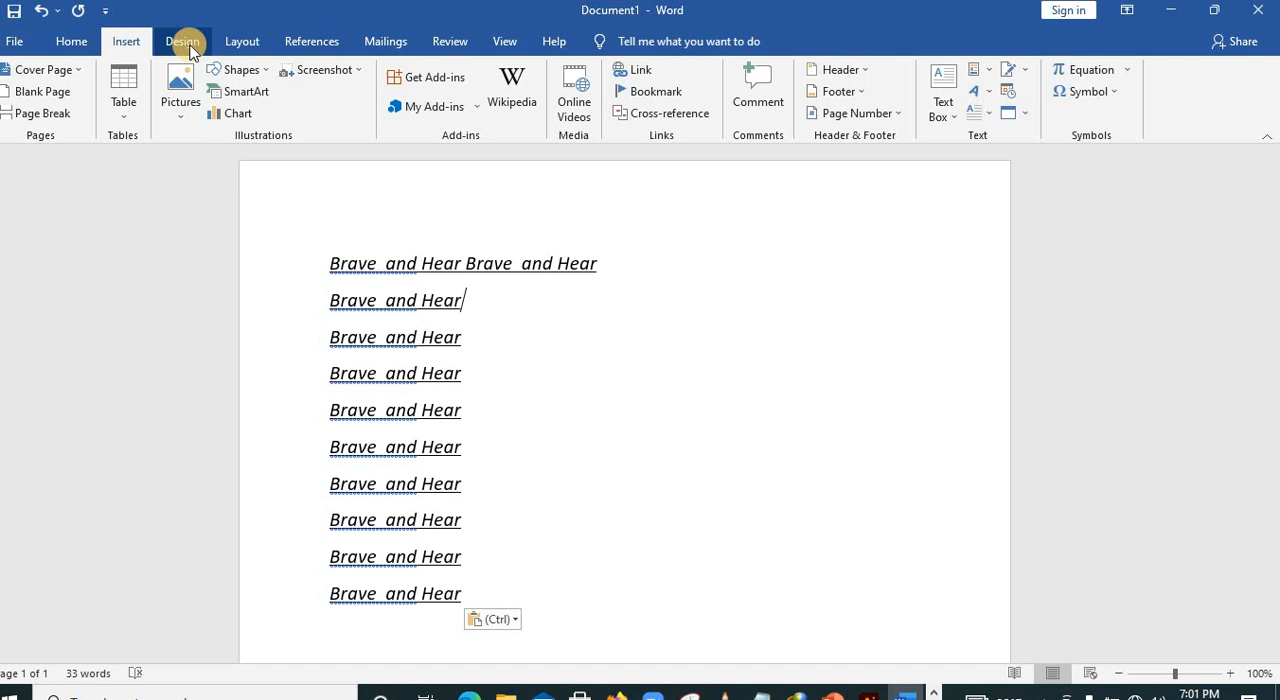 Document1 - Word
Sign in
File Home Insert Design Layout References Mailings Review View Help Tell me what you want to do Share
Cover Page
Blank Page
Page Break
Pages
Table
Tables
Pictures
Shapes
SmartArt
Chart
Screenshot
Illustrations
Get Add-ins
My Add-ins
Wikipedia
Add-ins
Online
Videos
Media
Link
Bookmark
Cross-reference
Links
Comment
Comments
Header
Footer
Page Number
Header & Footer
Text
Box
Text
Equation
Symbol
Symbols
Brave and Hear Brave and Hear
Brave and Hear
Brave and Hear
Brave and Hear
Brave and Hear
Brave and Hear
Brave and Hear
Brave and Hear
Brave and Hear
Brave and Hear
(Ctrl)
age 1 of 1 33 words 100%
7:01 PM